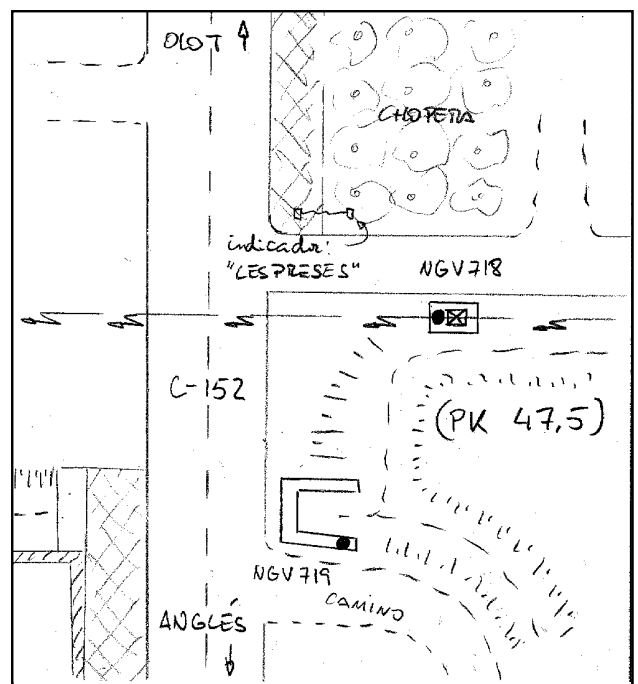 OLOT
CHOPERA
indicador:
"LES PRESES"
NGV718
C-152
(PK 47,5)
NGV719
CAMINO
ANGLÉS